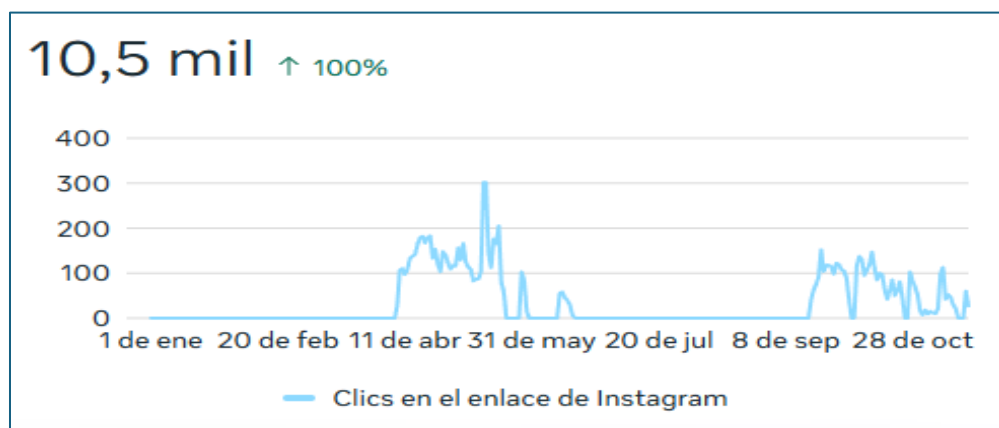 10,5 mil ↑ 100%
400
300
200
100
0
1 de ene 20 de feb 11 de abr 31 de may 20 de jul 8 de sep 28 de oct
Clics en el enlace de Instagram